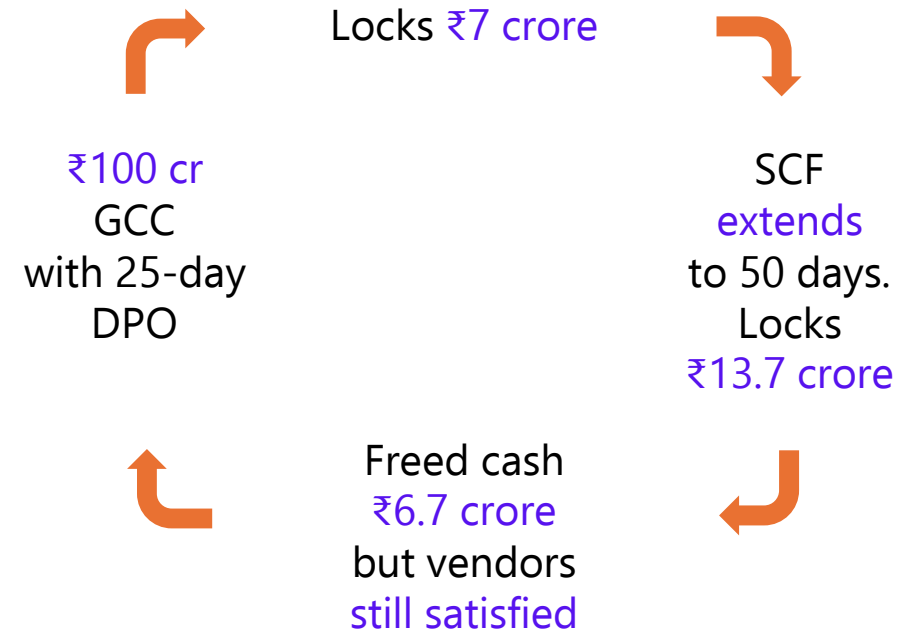 Locks ₹7 crore
₹100 cr
GCC
with 25-day
DPO
SCF
extends
to 50 days.
Locks
₹13.7 crore
Freed cash
₹6.7 crore
but vendors
still satisfied